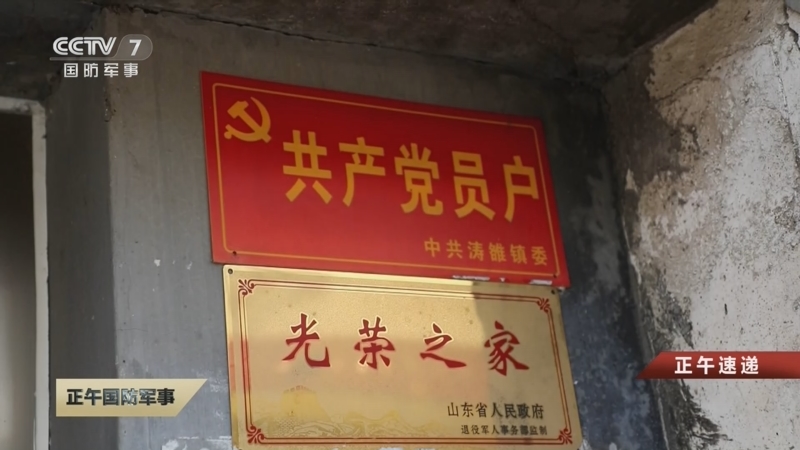 CCTV 7
国防军事
共产党员户
中共涛雒镇委
光荣之家
山东省人民政府
退役军人事务部监制
正午国防军事
正午速递